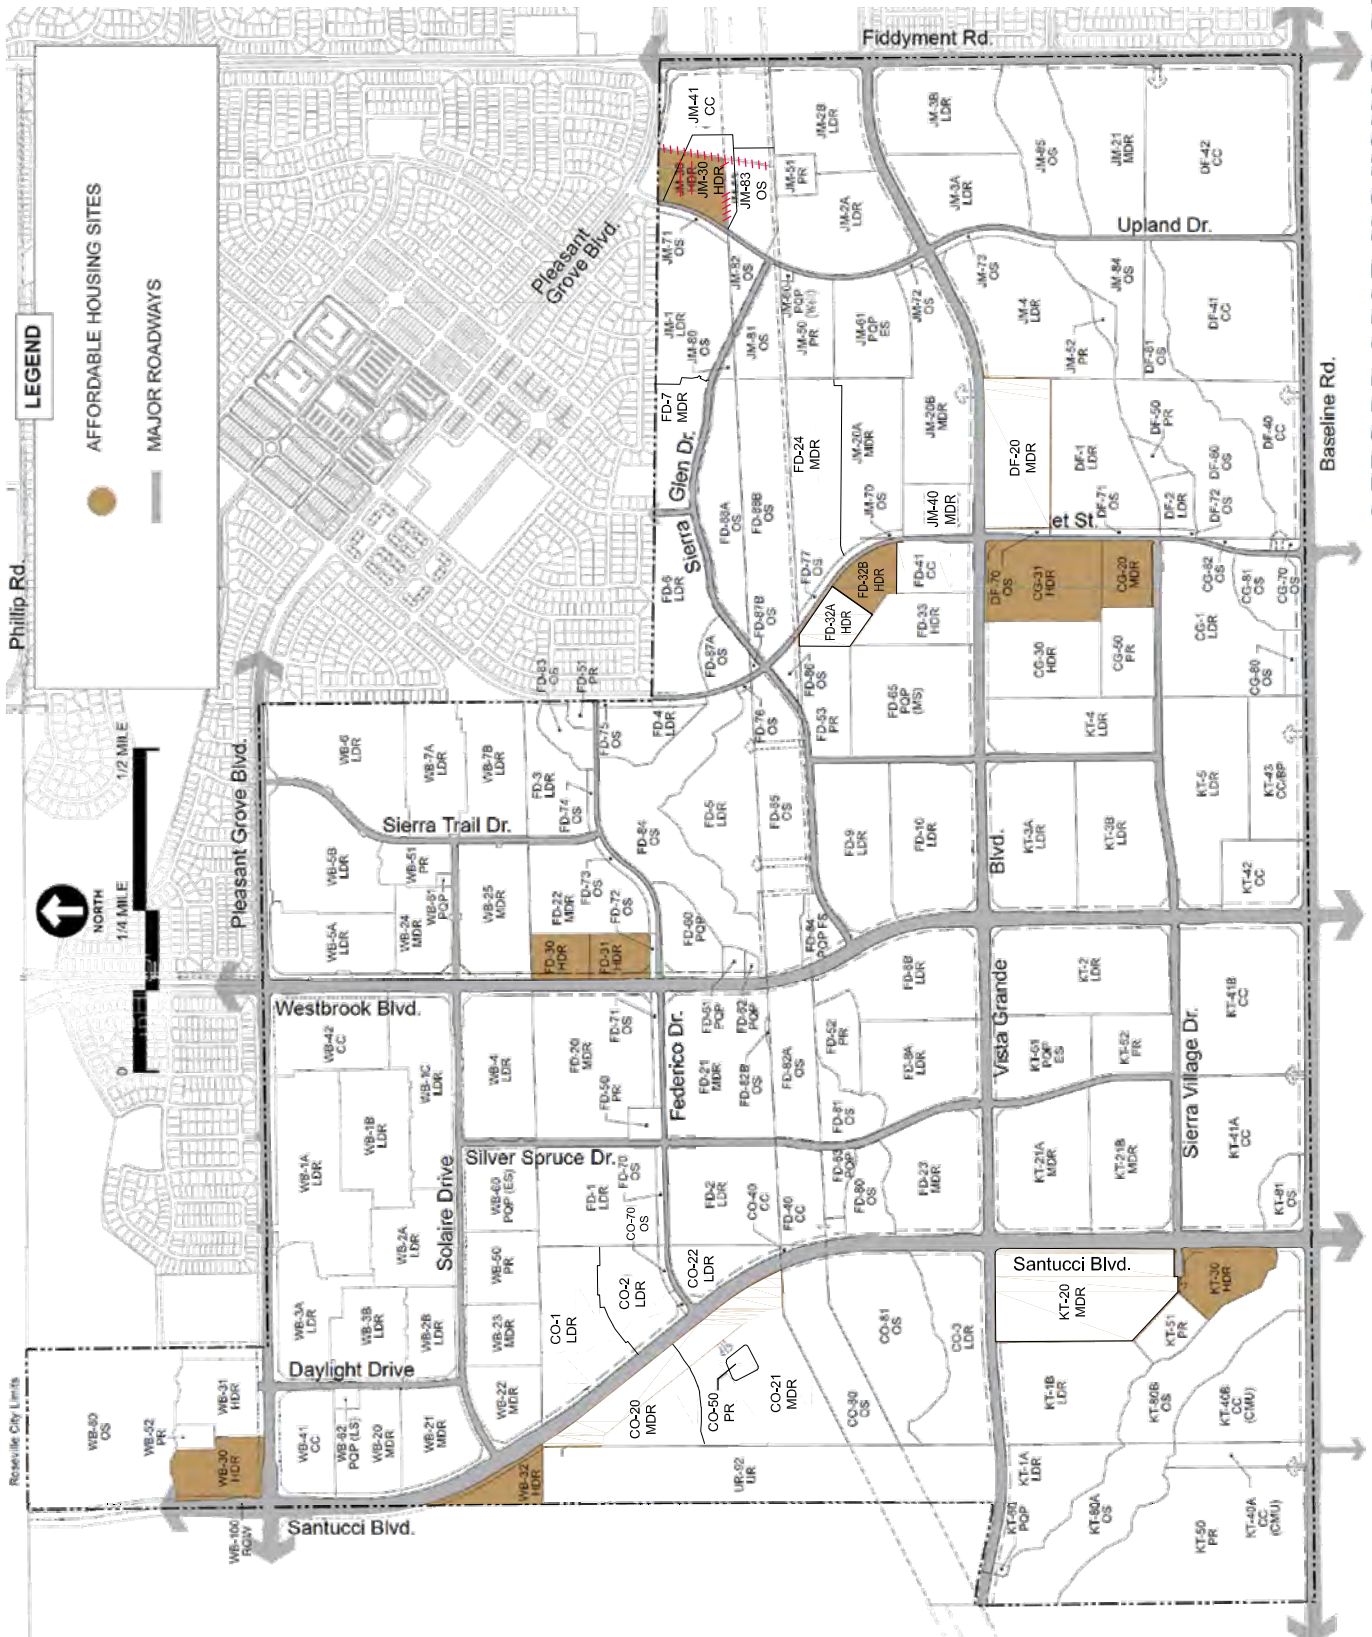 Fiddyment Rd.
LEGEND
AFFORDABLE HOUSING SITES
MAJOR ROADWAYS
Phillip Rd.
NORTH
0
1/4 MILE
1/2 MILE
Pleasant
Grove Blvd.
Pleasant Grove Blvd.
Upland Dr.
Baseline Rd.
Sierra
Glen Dr.
et St.
Sierra Trail Dr.
Westbrook Blvd.
Solaire Drive
Silver Spruce Dr.
Federico Dr.
Daylight Drive
Santucci Blvd.
Santucci Blvd.
Vista Grande
Blvd.
Sierra Village Dr.
Roseville City Limits
JM-41
CC
JM-30
HDR
JM-83
OS
JM-2B
LDR
JM-51
PR
JM-2A
LDR
JM-3B
LDR
JM-3A
LDR
JM-85
OS
JM-21
MDR
DF-42
CC
JM-71
OS
JM-82
OS
JM-1
LDR
JM-80
OS
JM-81
OS
JM-60
PQP
(Well)
JM-50
PR
JM-61
PQP
ES
JM-72
OS
JM-73
OS
JM-4
LDR
JM-84
OS
JM-52
PR
DF-81
OS
DF-41
CC
FD-7
MDR
FD-24
MDR
JM-20A
MDR
JM-20B
MDR
JM-70
OS
JM-40
MDR
DF-20
MDR
DF-1
LDR
DF-50
PR
DF-2
LDR
DF-71
OS
DF-72
OS
DF-80
OS
DF-40
CC
FD-6
LDR
FD-88A
OS
FD-88B
OS
FD-87B
OS
FD-87A
OS
FD-77
OS
FD-32B
HDR
FD-32A
HDR
FD-41
CC
FD-33
HDR
DF-70
OS
CG-31
HDR
CG-20
MDR
CG-30
HDR
CG-50
PR
CG-1
LDR
CG-82
OS
CG-81
OS
CG-70
OS
CG-80
OS
FD-83
OS
FD-51
PR
FD-4
LDR
FD-75
OS
FD-76
OS
FD-86
OS
FD-53
PR
FD-65
PQP
(MS)
KT-4
LDR
KT-5
LDR
KT-43
CC/BP
KT-42
CC
WB-6
LDR
WB-7A
LDR
WB-7B
LDR
FD-3
LDR
FD-74
OS
FD-84
OS
FD-5
LDR
FD-85
OS
FD-9
LDR
FD-10
LDR
KT-3A
LDR
KT-3B
LDR
WB-5B
LDR
WB-51
PR
WB-61
PQP
WB-5A
LDR
WB-24
MDR
WB-25
MDR
FD-22
MDR
FD-73
OS
FD-72
OS
FD-30
HDR
FD-31
HDR
FD-60
PQP
FD-64
PQP FS
FD-61
PQP
FD-62
PQP
WB-42
CC
WB-1C
LDR
WB-1B
LDR
WB-1A
LDR
WB-2A
LDR
WB-4
LDR
FD-20
MDR
FD-71
OS
FD-50
PR
FD-21
MDR
FD-82B
OS
FD-82A
OS
FD-52
PR
FD-8B
LDR
FD-8A
LDR
FD-81
OS
KT-2
LDR
KT-61
PQP
ES
KT-52
PR
KT-41B
CC
WB-60
PQP (ES)
WB-50
PR
FD-1
LDR
FD-70
OS
CO-70
OS
FD-2
LDR
CO-40
CC
FD-40
CC
FD-63
PQP
FD-80
OS
FD-23
MDR
KT-21A
MDR
KT-21B
MDR
KT-41A
CC
KT-81
OS
WB-3A
LDR
WB-3B
LDR
WB-2B
LDR
WB-23
MDR
WB-22
MDR
CO-1
LDR
CO-2
LDR
CO-22
LDR
CO-81
OS
CO-3
LDR
KT-20
MDR
KT-30
HDR
KT-51
PR
WB-80
OS
WB-52
PR
WB-31
HDR
WB-30
HDR
WB-41
CC
WB-62
PQP (LS)
WB-20
MDR
WB-21
MDR
WB-32
HDR
WB-100
ROW
CO-20
MDR
CO-50
PR
CO-21
MDR
CO-80
OS
UR-92
UR
KT-1B
LDR
KT-1A
LDR
KT-80B
OS
KT-80A
OS
KT-40B
CC
(CMU)
KT-40A
CC
(CMU)
KT-60
PQP
KT-50
PR